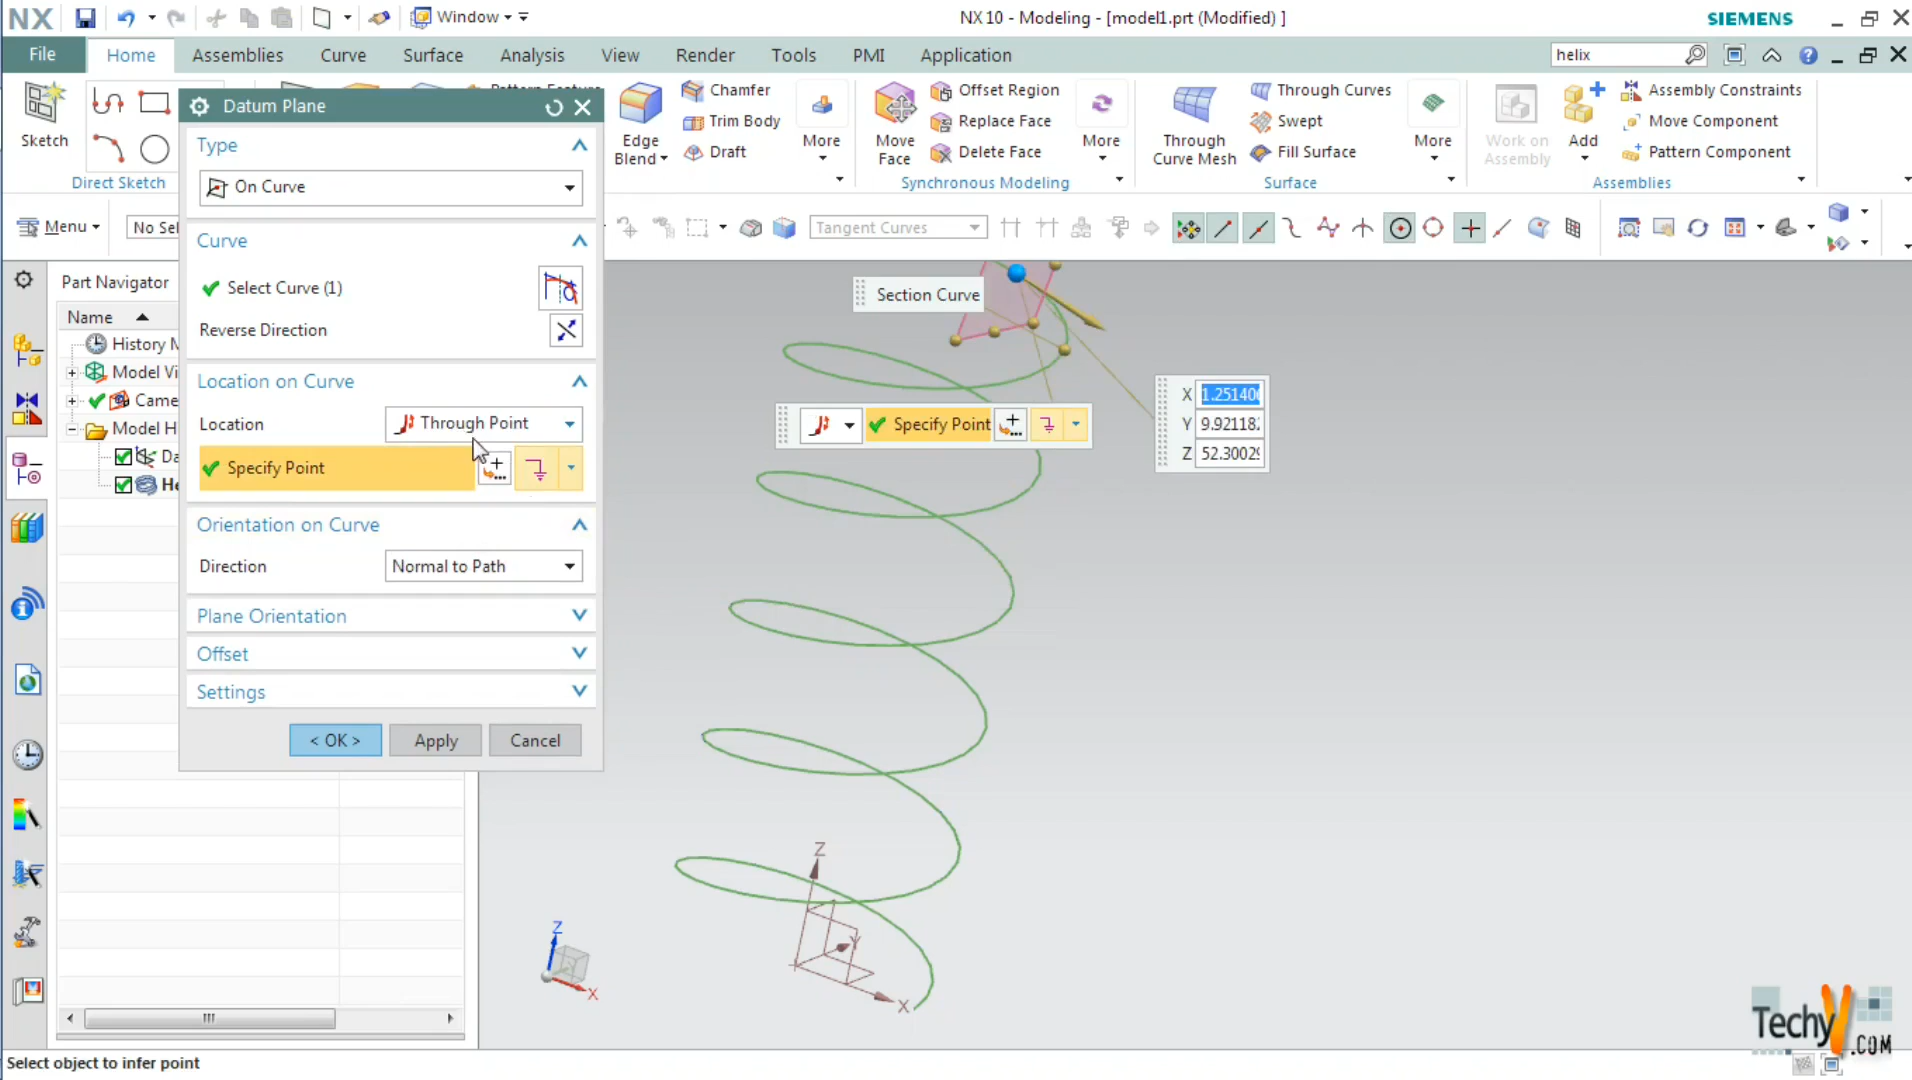 NX
Window
NX 10 - Modeling - [model1.prt (Modified) ]
SIEMENS
File
Home
Assemblies
Curve
Surface
Analysis
View
Render
Tools
PMI
Application
helix
Sketch
Direct Sketch
Edge
Blend
Chamfer
Trim Body
Draft
More
Move
Face
Offset Region
Replace Face
Delete Face
More
Synchronous Modeling
Through
Curve Mesh
Through Curves
Swept
Fill Surface
More
Surface
Work on
Assembly
Add
Assembly Constraints
Move Component
Pattern Component
Assemblies
Menu
No Sel
Tangent Curves
Part Navigator
Name
History M
Model Vi
Came
Model H
Da
He
Datum Plane
Type
On Curve
Curve
Select Curve (1)
Reverse Direction
Location on Curve
Location
Through Point
Specify Point
Orientation on Curve
Direction
Normal to Path
Plane Orientation
Offset
Settings
< OK >
Apply
Cancel
Section Curve
Specify Point
X
Y 9.92118
Z 52.3002
Z
Y
X
Z
X
TechyV
.COM
Select object to infer point